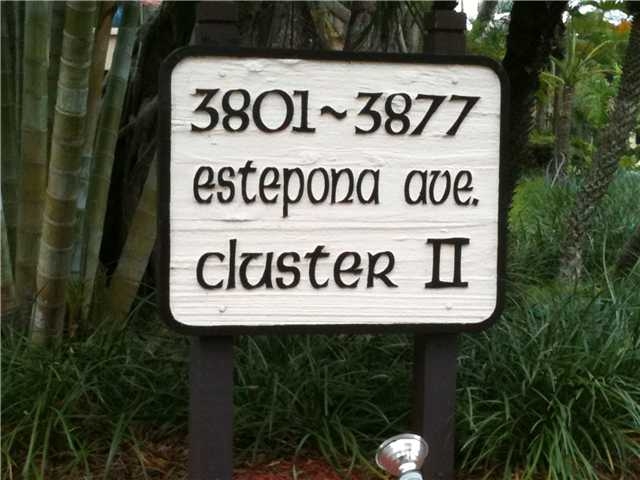 3801~3877
estepona ave.
cluster II